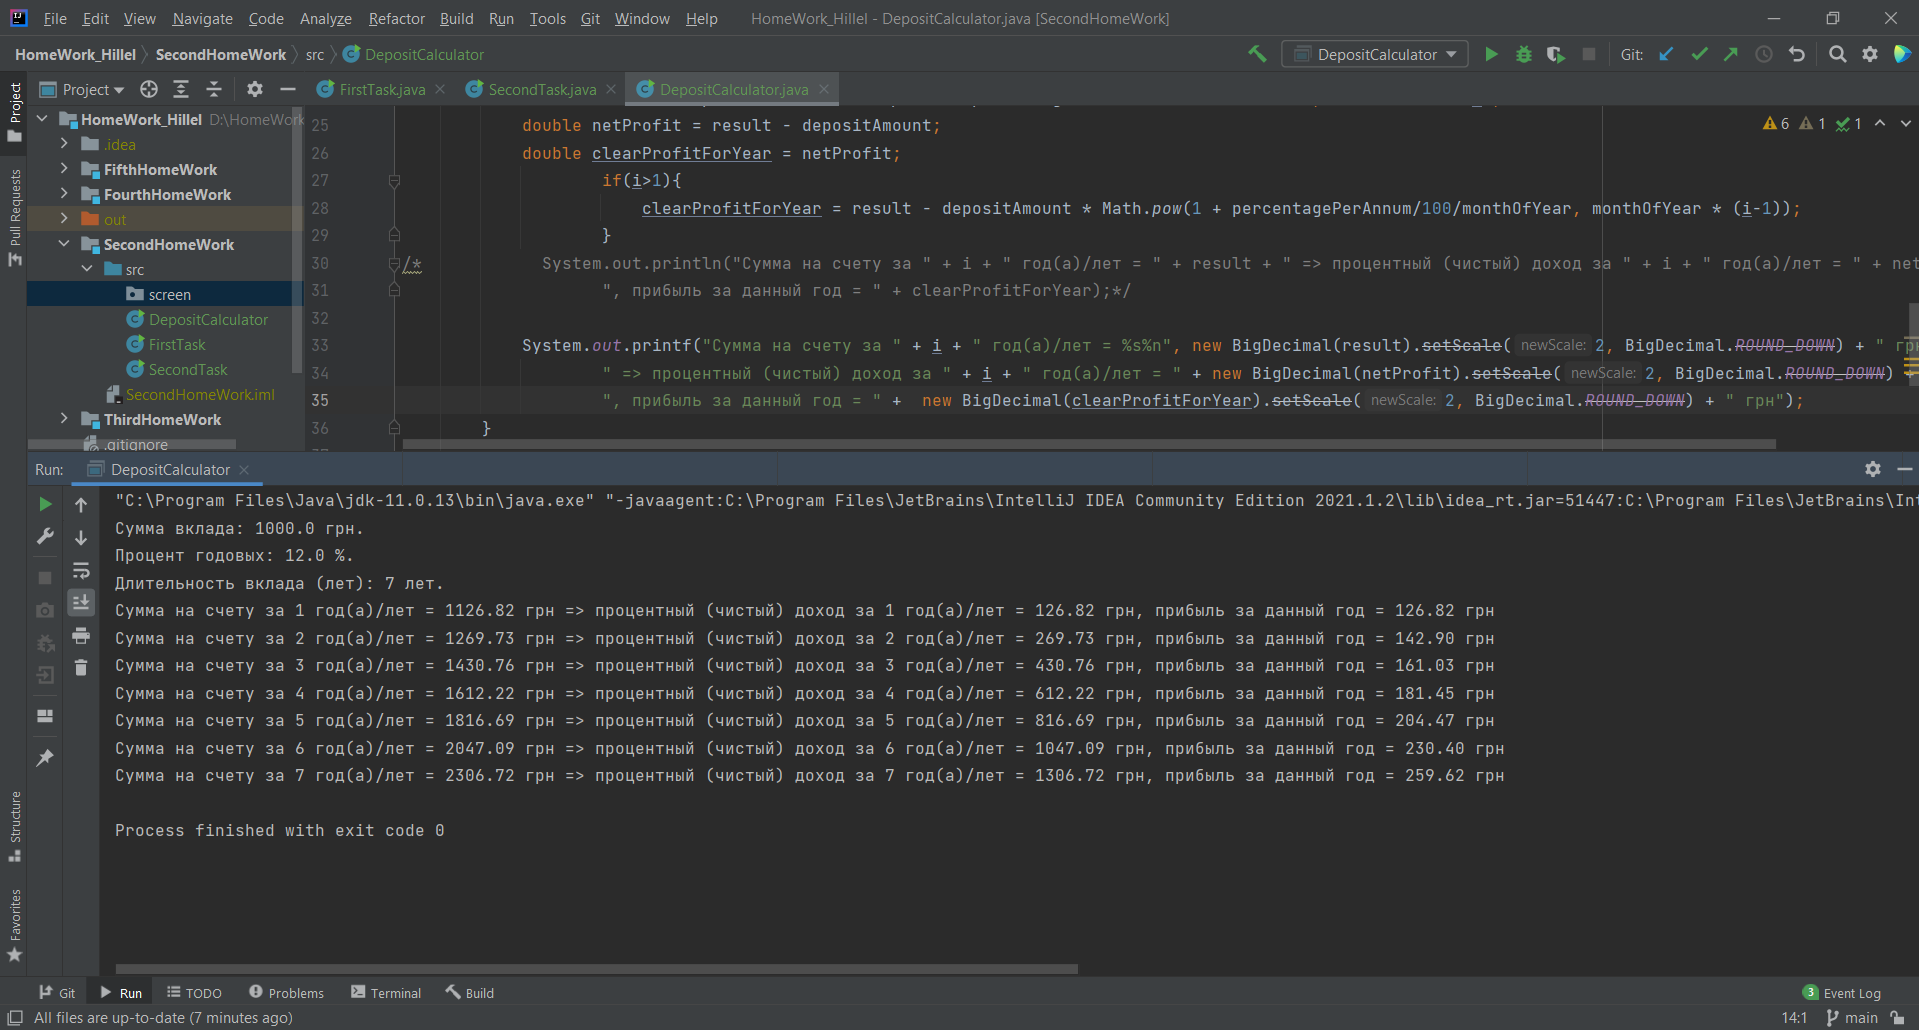 File Edit View Navigate Code Analyze Refactor Build Run Tools Git Window Help HomeWork_Hillel - DepositCalculator.java [SecondHomeWork]
HomeWork_Hillel SecondHomeWork src DepositCalculator DepositCalculator Git:
Project FirstTask.java SecondTask.java DepositCalculator.java
Project
Pull Requests
HomeWork_Hillel D:\HomeWork
.idea
FifthHomeWork
FourthHomeWork
out
SecondHomeWork
src
screen
DepositCalculator
FirstTask
SecondTask
SecondHomeWork.iml
ThirdHomeWork
.gitignore
6 1 1
25 double netProfit = result - depositAmount;
26 double clearProfitForYear = netProfit;
27 if(i>1){
28 clearProfitForYear = result - depositAmount * Math.pow(1 + percentagePerAnnum/100/monthOfYear, monthOfYear * (i-1));
29 }
30 /* System.out.println("Сумма на счету за " + i + " год(а)/лет = " + result + " => процентный (чистый) доход за " + i + " год(а)/лет = " + net
31 ", прибыль за данный год = " + clearProfitForYear);*/
32
33 System.out.printf("Сумма на счету за " + i + " год(а)/лет = %s%n", new BigDecimal(result).setScale( newScale: 2, BigDecimal.ROUND_DOWN) + " грн
34 " => процентный (чистый) доход за " + i + " год(а)/лет = " + new BigDecimal(netProfit).setScale( newScale: 2, BigDecimal.ROUND_DOWN) +
35 ", прибыль за данный год = " + new BigDecimal(clearProfitForYear).setScale( newScale: 2, BigDecimal.ROUND_DOWN) + " грн");
36 }
Run: DepositCalculator
"C:\Program Files\Java\jdk-11.0.13\bin\java.exe" "-javaagent:C:\Program Files\JetBrains\IntelliJ IDEA Community Edition 2021.1.2\lib\idea_rt.jar=51447:C:\Program Files\JetBrains\Int
Сумма вклада: 1000.0 грн.
Процент годовых: 12.0 %.
Длительность вклада (лет): 7 лет.
Сумма на счету за 1 год(а)/лет = 1126.82 грн => процентный (чистый) доход за 1 год(а)/лет = 126.82 грн, прибыль за данный год = 126.82 грн
Сумма на счету за 2 год(а)/лет = 1269.73 грн => процентный (чистый) доход за 2 год(а)/лет = 269.73 грн, прибыль за данный год = 142.90 грн
Сумма на счету за 3 год(а)/лет = 1430.76 грн => процентный (чистый) доход за 3 год(а)/лет = 430.76 грн, прибыль за данный год = 161.03 грн
Сумма на счету за 4 год(а)/лет = 1612.22 грн => процентный (чистый) доход за 4 год(а)/лет = 612.22 грн, прибыль за данный год = 181.45 грн
Сумма на счету за 5 год(а)/лет = 1816.69 грн => процентный (чистый) доход за 5 год(а)/лет = 816.69 грн, прибыль за данный год = 204.47 грн
Сумма на счету за 6 год(а)/лет = 2047.09 грн => процентный (чистый) доход за 6 год(а)/лет = 1047.09 грн, прибыль за данный год = 230.40 грн
Сумма на счету за 7 год(а)/лет = 2306.72 грн => процентный (чистый) доход за 7 год(а)/лет = 1306.72 грн, прибыль за данный год = 259.62 грн
Process finished with exit code 0
Structure
Favorites
Git Run TODO Problems Terminal Build 3 Event Log
All files are up-to-date (7 minutes ago) 14:1 main